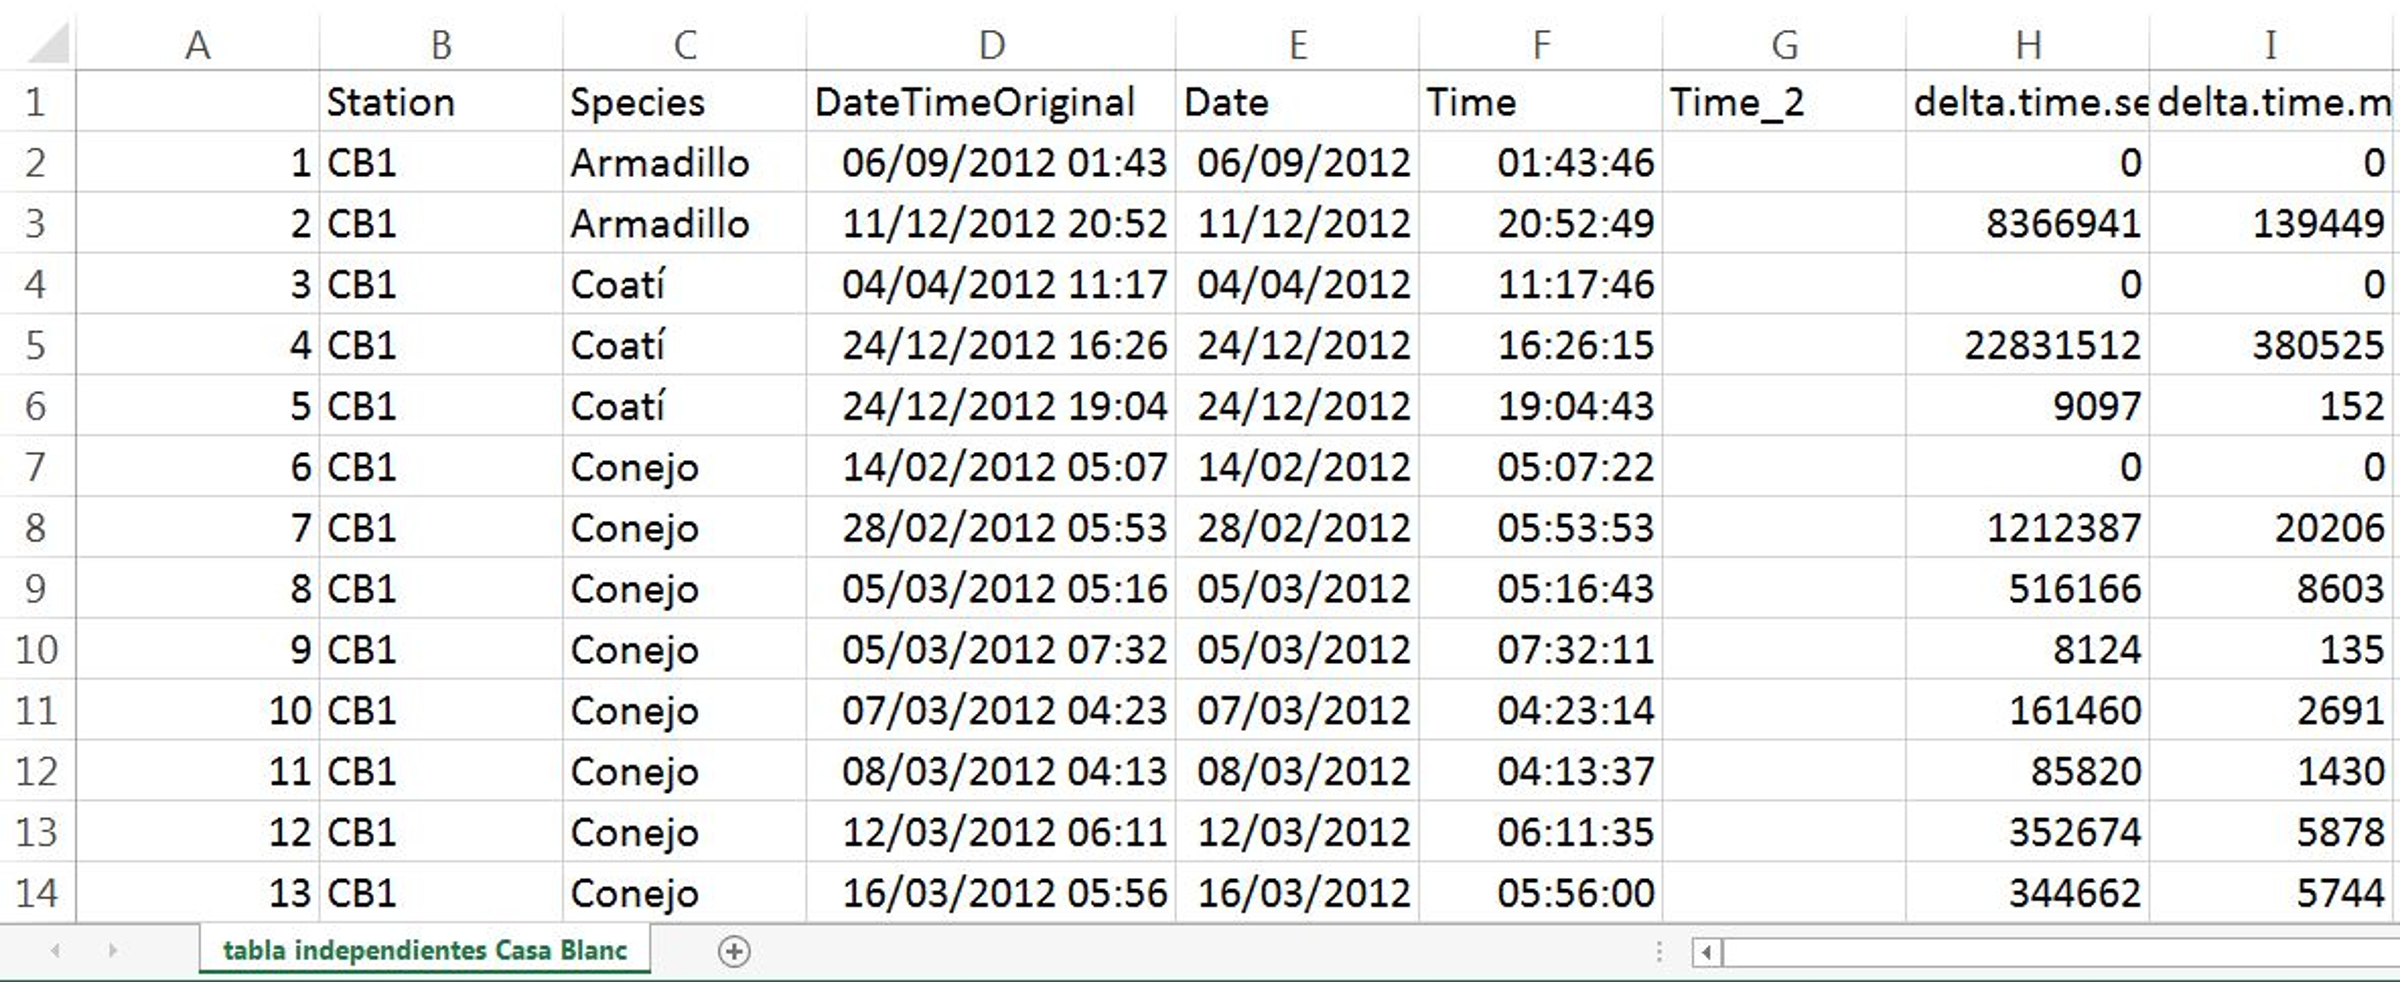 A B C D E F G H I
1 Station Species DateTimeOriginal Date Time Time_2 delta.time.se delta.time.m
2 1 CB1 Armadillo 06/09/2012 01:43 06/09/2012 01:43:46 0 0
3 2 CB1 Armadillo 11/12/2012 20:52 11/12/2012 20:52:49 8366941 139449
4 3 CB1 Coatí 04/04/2012 11:17 04/04/2012 11:17:46 0 0
5 4 CB1 Coatí 24/12/2012 16:26 24/12/2012 16:26:15 22831512 380525
6 5 CB1 Coatí 24/12/2012 19:04 24/12/2012 19:04:43 9097 152
7 6 CB1 Conejo 14/02/2012 05:07 14/02/2012 05:07:22 0 0
8 7 CB1 Conejo 28/02/2012 05:53 28/02/2012 05:53:53 1212387 20206
9 8 CB1 Conejo 05/03/2012 05:16 05/03/2012 05:16:43 516166 8603
10 9 CB1 Conejo 05/03/2012 07:32 05/03/2012 07:32:11 8124 135
11 10 CB1 Conejo 07/03/2012 04:23 07/03/2012 04:23:14 161460 2691
12 11 CB1 Conejo 08/03/2012 04:13 08/03/2012 04:13:37 85820 1430
13 12 CB1 Conejo 12/03/2012 06:11 12/03/2012 06:11:35 352674 5878
14 13 CB1 Conejo 16/03/2012 05:56 16/03/2012 05:56:00 344662 5744
tabla independientes Casa Blanc